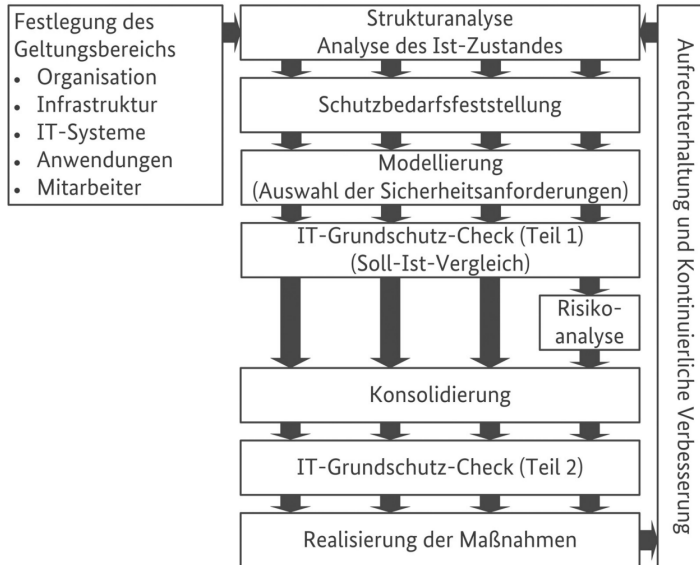 Festlegung des
Geltungsbereichs
• Organisation
• Infrastruktur
• IT-Systeme
• Anwendungen
• Mitarbeiter
Strukturanalyse
Analyse des Ist-Zustandes
Schutzbedarfsfeststellung
Modellierung
(Auswahl der Sicherheitsanforderungen)
IT-Grundschutz-Check (Teil 1)
(Soll-Ist-Vergleich)
Risiko-
analyse
Konsolidierung
IT-Grundschutz-Check (Teil 2)
Realisierung der Maßnahmen
Aufrechterhaltung und Kontinuierliche Verbesserung